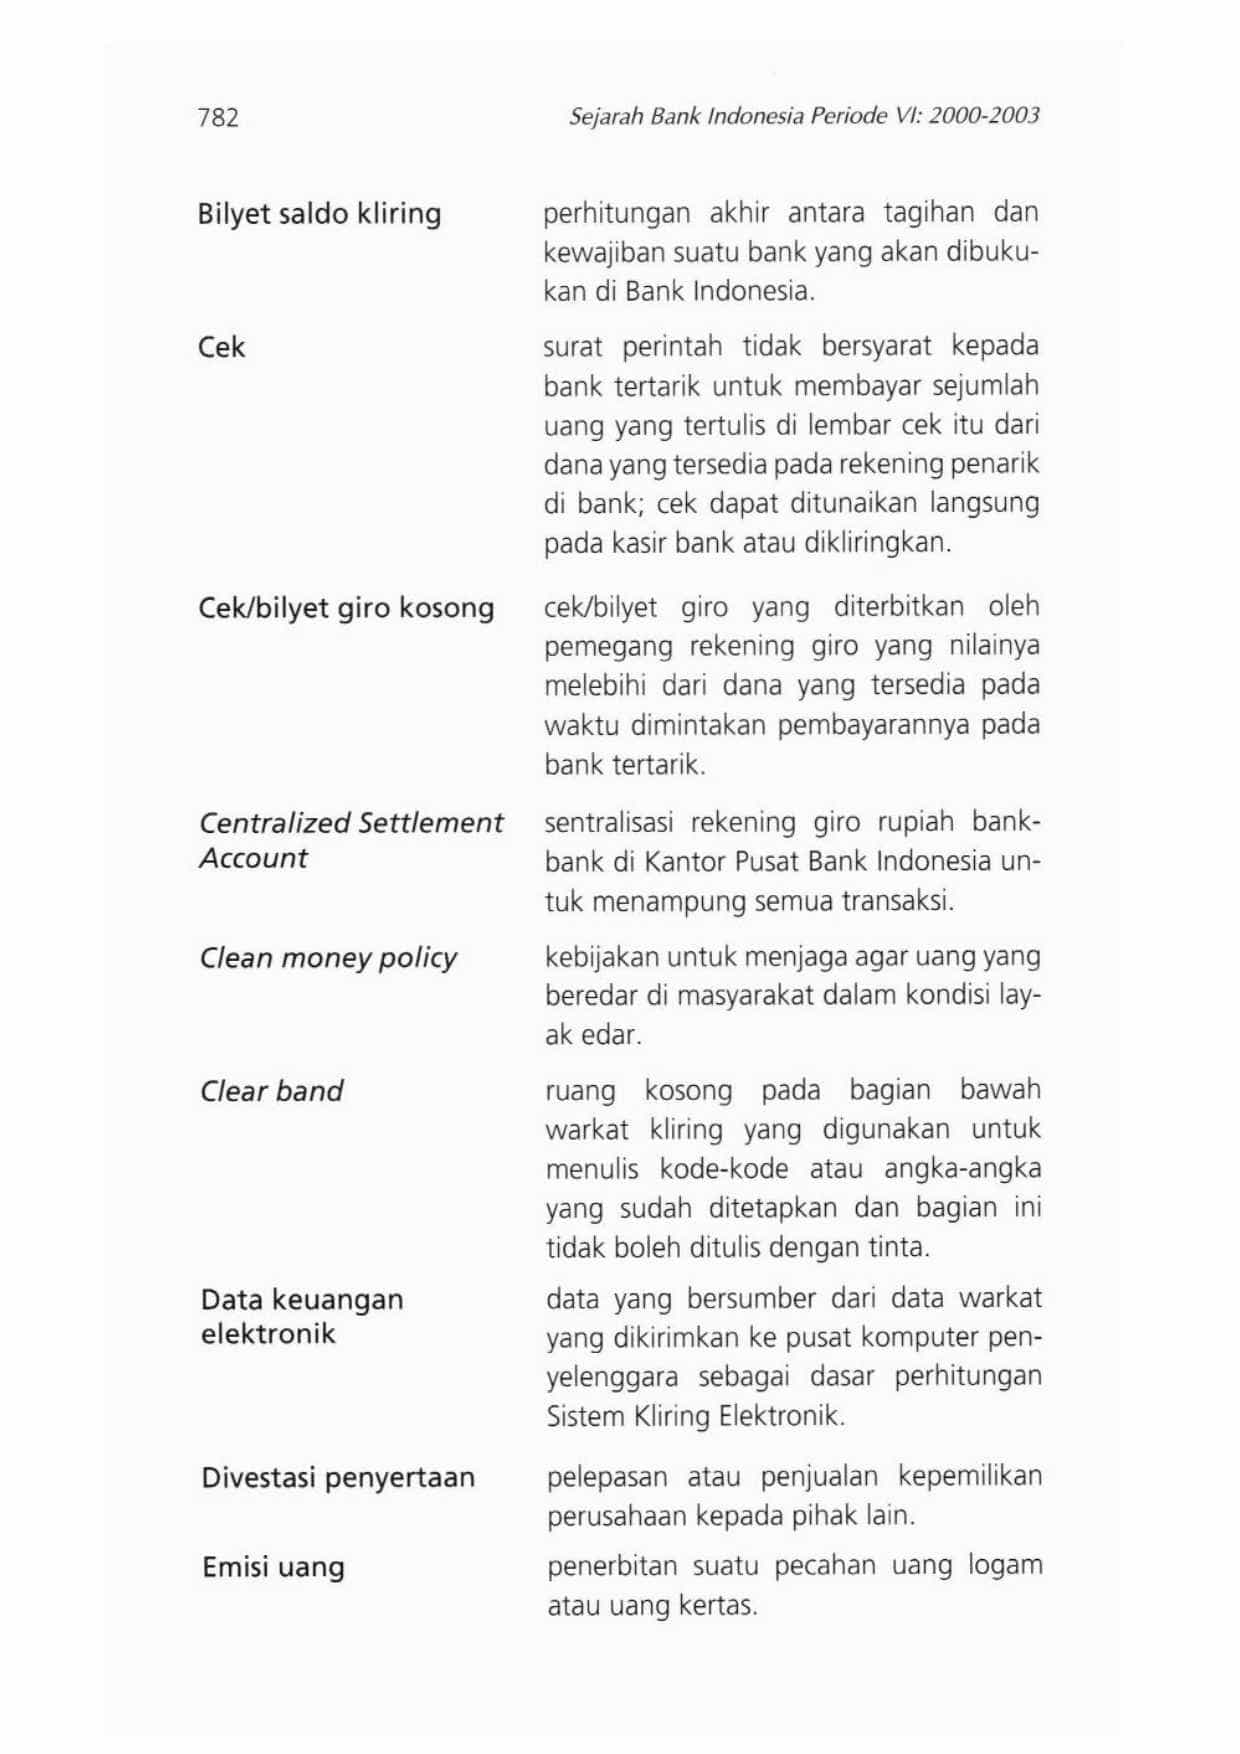 782
Sejarah Bank Indonesia Periode VI: 2000-2003
Bilyet saldo kliring
perhitungan akhir antara tagihan dan
kewajiban suatu bank yang akan dibuku-
kan di Bank Indonesia.
Cek
surat perintah tidak bersyarat kepada
bank tertarik untuk membayar sejumlah
uang yang tertulis di lembar cek itu dari
dana yang tersedia pada rekening penarik
di bank; cek dapat ditunaikan langsung
pada kasir bank atau dikliringkan.
Cek/bilyet giro kosong
cek/bilyet giro yang diterbitkan oleh
pemegang rekening giro yang nilainya
melebihi dari dana yang tersedia pada
waktu dimintakan pembayarannya pada
bank tertarik.
Centralized Settlement
Account
sentralisasi rekening giro rupiah bank-
bank di Kantor Pusat Bank Indonesia un-
tuk menampung semua transaksi.
Clean money policy
kebijakan untuk menjaga agar uang yang
beredar di masyarakat dalam kondisi lay-
ak edar.
Clear band
ruang kosong pada bagian bawah
warkat kliring yang digunakan untuk
menulis kode-kode atau angka-angka
yang sudah ditetapkan dan bagian ini
tidak boleh ditulis dengan tinta.
Data keuangan
elektronik
data yang bersumber dari data warkat
yang dikirimkan ke pusat komputer pen-
yelenggara sebagai dasar perhitungan
Sistem Kliring Elektronik.
Divestasi penyertaan
pelepasan atau penjualan kepemilikan
perusahaan kepada pihak lain.
Emisi uang
penerbitan suatu pecahan uang logam
atau uang kertas.